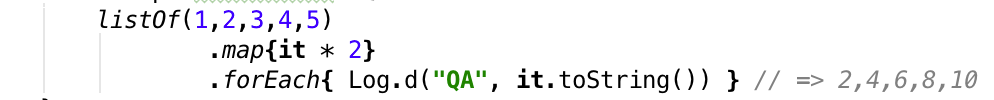 listOf(1,2,3,4,5)
.map{it * 2}
.forEach{ Log.d("QA", it.toString()) } // => 2,4,6,8,10